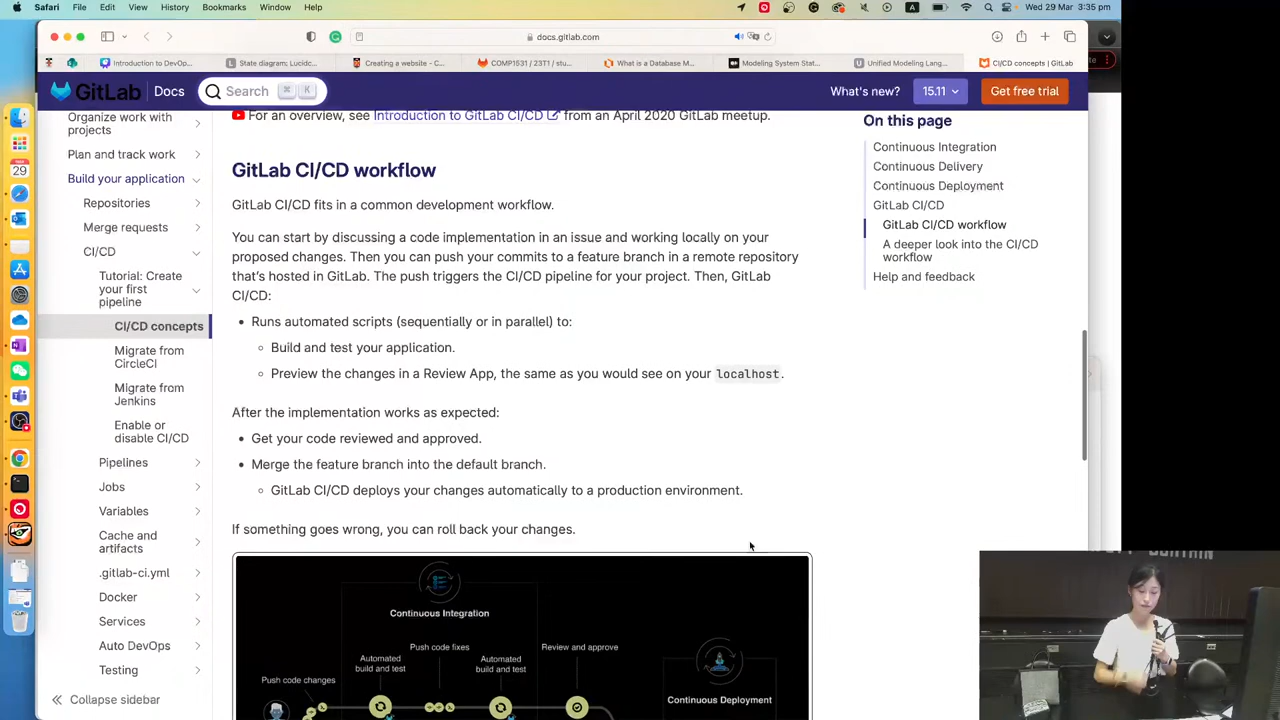 Safari File Edit View History Bookmarks Window Help
A
Wed 29 Mar 3:35 pm
docs.gitlab.com
Introduction to DevOp...
State diagram: Lucidc...
Creating a website - C...
COMP1531 / 23T1 / stu...
What is a Database M...
Modeling System Stat...
Unified Modeling Lang...
CI/CD concepts | GitLab
GitLab Docs
Search ⌘ K
What's new?
15.11
Get free trial
Organize work with
projects
Plan and track work
Build your application
Repositories
Merge requests
CI/CD
Tutorial: Create
your first
pipeline
CI/CD concepts
Migrate from
CircleCI
Migrate from
Jenkins
Enable or
disable CI/CD
Pipelines
Jobs
Variables
Cache and
artifacts
.gitlab-ci.yml
Docker
Services
Auto DevOps
Testing
Collapse sidebar
For an overview, see Introduction to GitLab CI/CD from an April 2020 GitLab meetup.
GitLab CI/CD workflow
GitLab CI/CD fits in a common development workflow.
You can start by discussing a code implementation in an issue and working locally on your
proposed changes. Then you can push your commits to a feature branch in a remote repository
that's hosted in GitLab. The push triggers the CI/CD pipeline for your project. Then, GitLab
CI/CD:
• Runs automated scripts (sequentially or in parallel) to:
◦ Build and test your application.
◦ Preview the changes in a Review App, the same as you would see on your localhost.
After the implementation works as expected:
• Get your code reviewed and approved.
• Merge the feature branch into the default branch.
◦ GitLab CI/CD deploys your changes automatically to a production environment.
If something goes wrong, you can roll back your changes.
Continuous Integration
Push code fixes
Review and approve
Automated
build and test
Automated
build and test
Push code changes
Continuous Deployment
On this page
Continuous Integration
Continuous Delivery
Continuous Deployment
GitLab CI/CD
GitLab CI/CD workflow
A deeper look into the CI/CD
workflow
Help and feedback
29